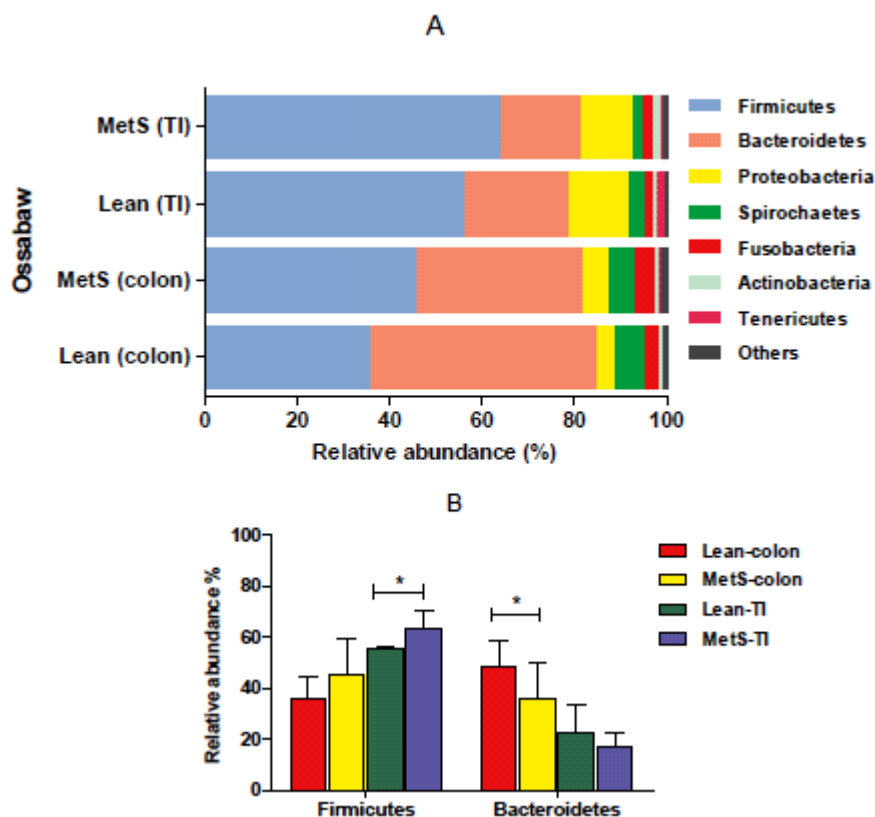 A
Ossabaw
MetS (TI)
Lean (TI)
MetS (colon)
Lean (colon)
0 20 40 60 80 100
Relative abundance (%)
Firmicutes
Bacteroidetes
Proteobacteria
Spirochaetes
Fusobacteria
Actinobacteria
Tenericutes
Others
B
Relative abundance %
100
80
60
40
20
0
*
*
Firmicutes Bacteroidetes
Lean-colon
MetS-colon
Lean-TI
MetS-TI